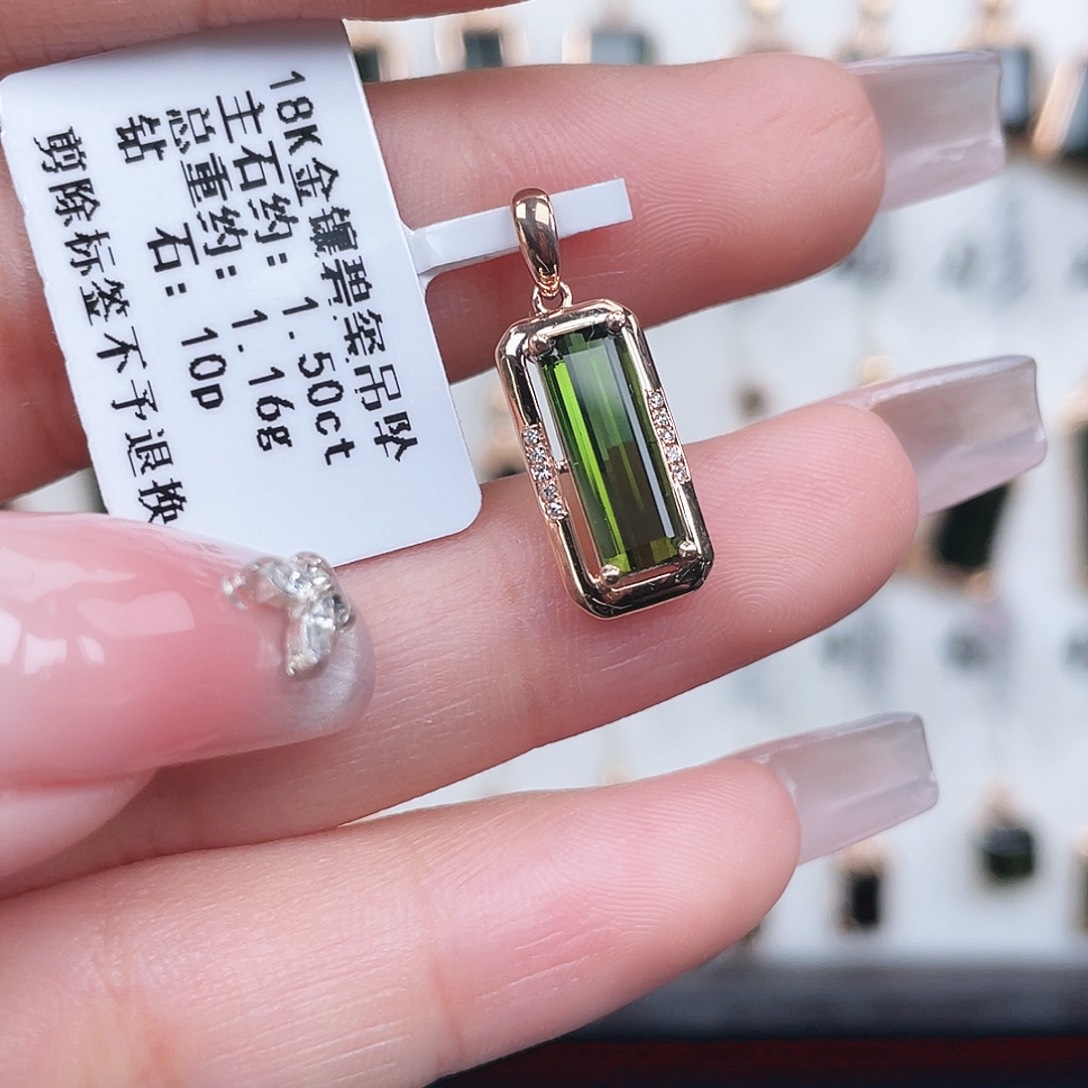 18K金镶碧玺吊坠
主石约: 1.50ct
总重约: 1.16g
钻 石: 10p
剪除标签不予退换